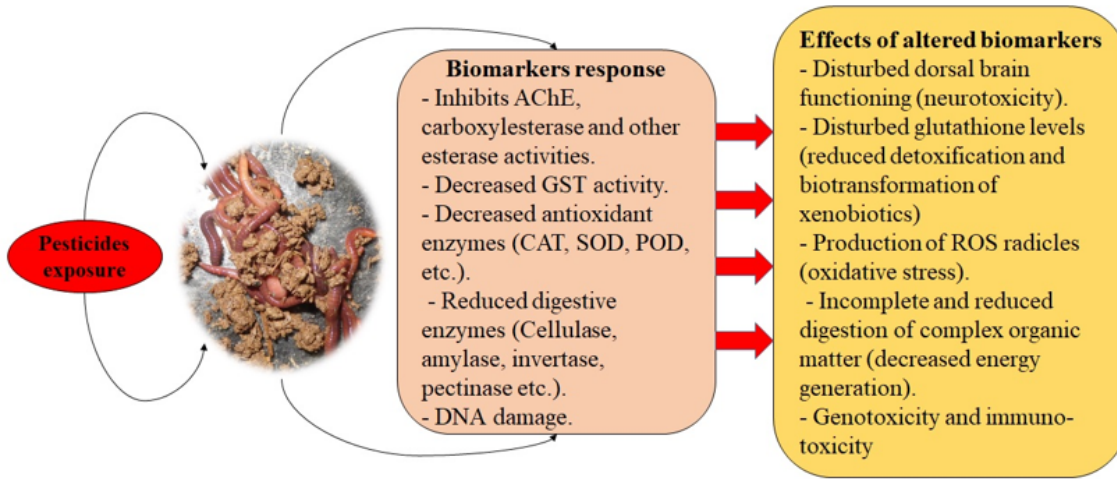 Pesticides
exposure
Biomarkers response
- Inhibits AChE,
carboxylesterase and other
esterase activities.
- Decreased GST activity.
- Decreased antioxidant
enzymes (CAT, SOD, POD,
etc.).
- Reduced digestive
enzymes (Cellulase,
amylase, invertase,
pectinase etc.).
- DNA damage.
Effects of altered biomarkers
- Disturbed dorsal brain
functioning (neurotoxicity).
- Disturbed glutathione levels
(reduced detoxification and
biotransformation of
xenobiotics)
- Production of ROS radicles
(oxidative stress).
- Incomplete and reduced
digestion of complex organic
matter (decreased energy
generation).
- Genotoxicity and immuno-
toxicity